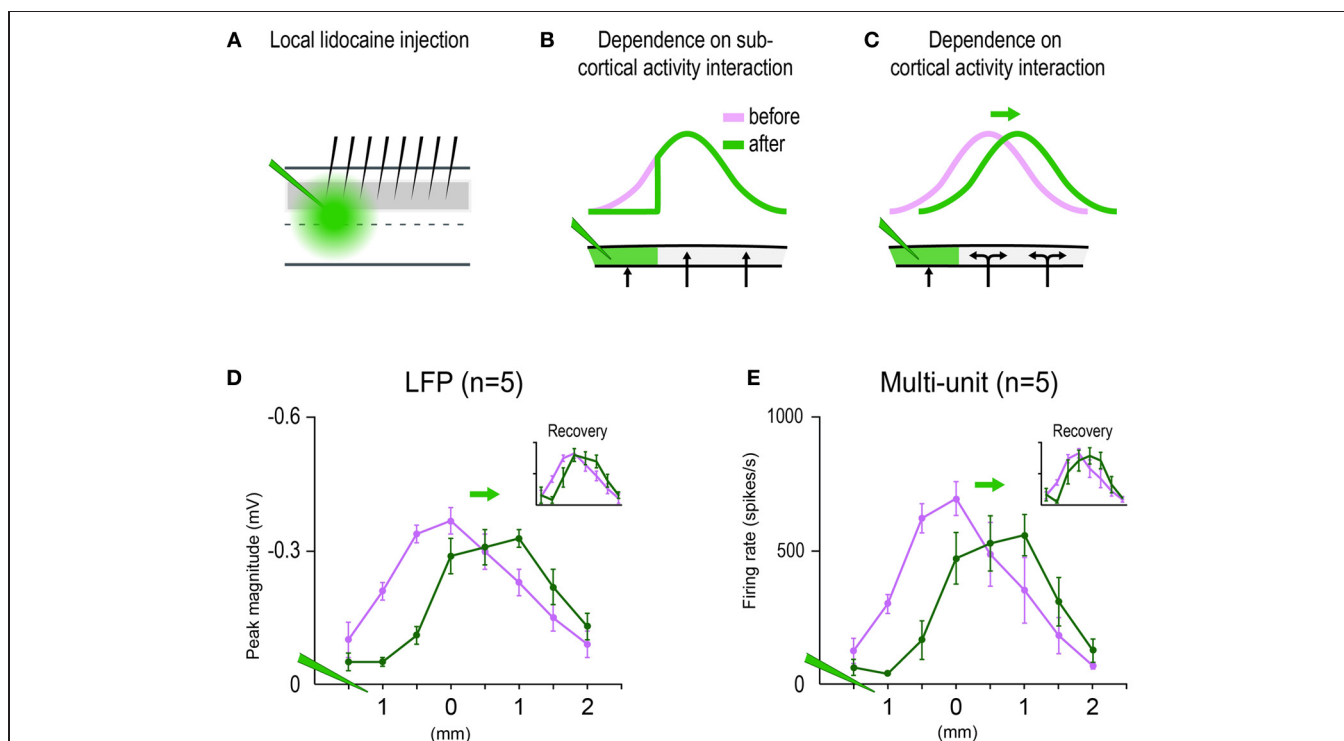 A Local lidocaine injection
B Dependence on sub-
cortical activity interaction
C Dependence on
cortical activity interaction
before
after
D LFP (n=5)
Peak magnitude (mV)
-0.6
-0.3
0
Recovery
1 0 1 2
(mm)
E Multi-unit (n=5)
Firing rate (spikes/s)
1000
500
0
Recovery
1 0 1 2
(mm)